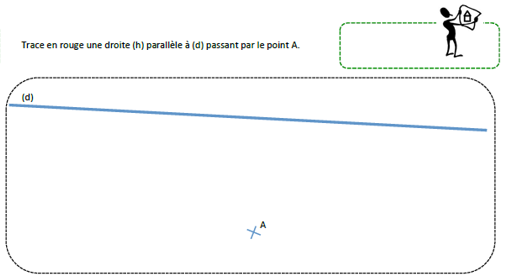 Trace en rouge une droite (h) parallèle à (d) passant par le point A.
(d)
A